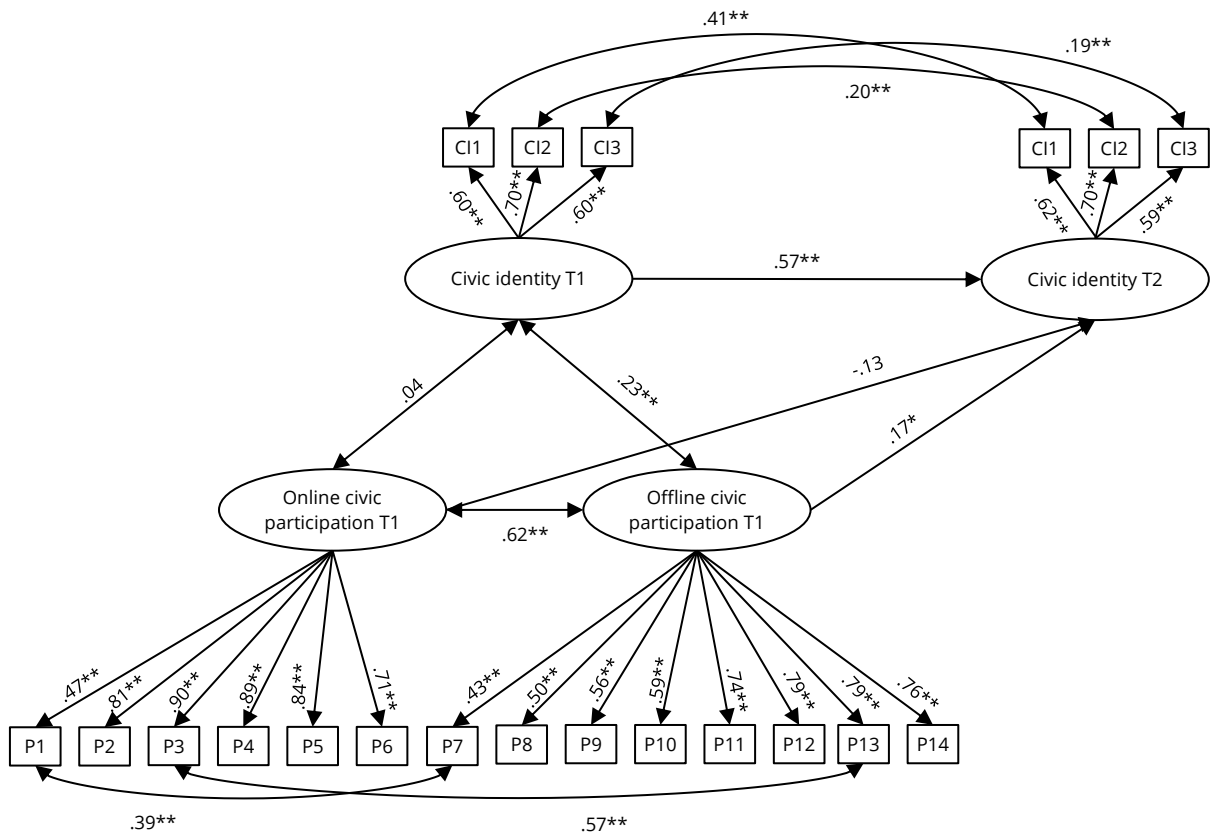 .41**
.19**
.20**
CI1 CI2 CI3 CI1 CI2 CI3
.60** .70** .60** .62** .70** .59**
Civic identity T1
.57**
Civic identity T2
.04
.23**
-.13
.17*
Online civic
participation T1
.62**
Offline civic
participation T1
.47** .81** .90** .89** .84** .71** .43** .50** .56** .59** .74** .79** .79** .76**
P1 P2 P3 P4 P5 P6 P7 P8 P9 P10 P11 P12 P13 P14
.39**
.57**